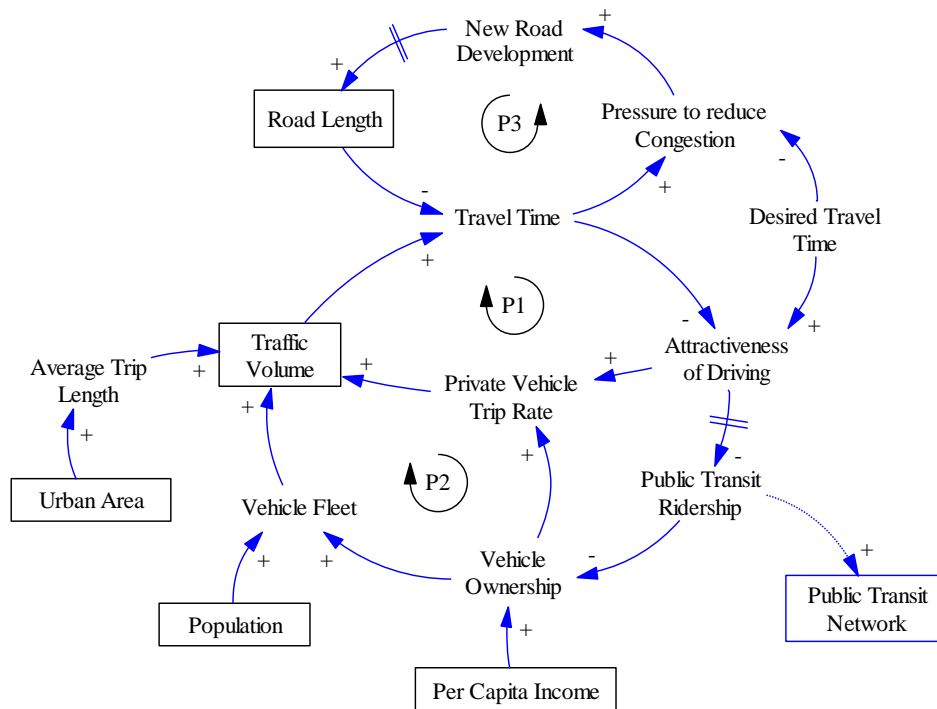 +
New Road
Development
+
Road Length
P3
Pressure to reduce
Congestion
-
-
+
Travel Time
Desired Travel
Time
+
P1
-
+
Traffic
Volume
Attractiveness
of Driving
Average Trip
Length
+
+
+
Private Vehicle
Trip Rate
+
+
+
-
P2
Public Transit
Ridership
Urban Area
Vehicle Fleet
+
+
+
-
+
Vehicle
Ownership
Public Transit
Network
Population
+
Per Capita Income